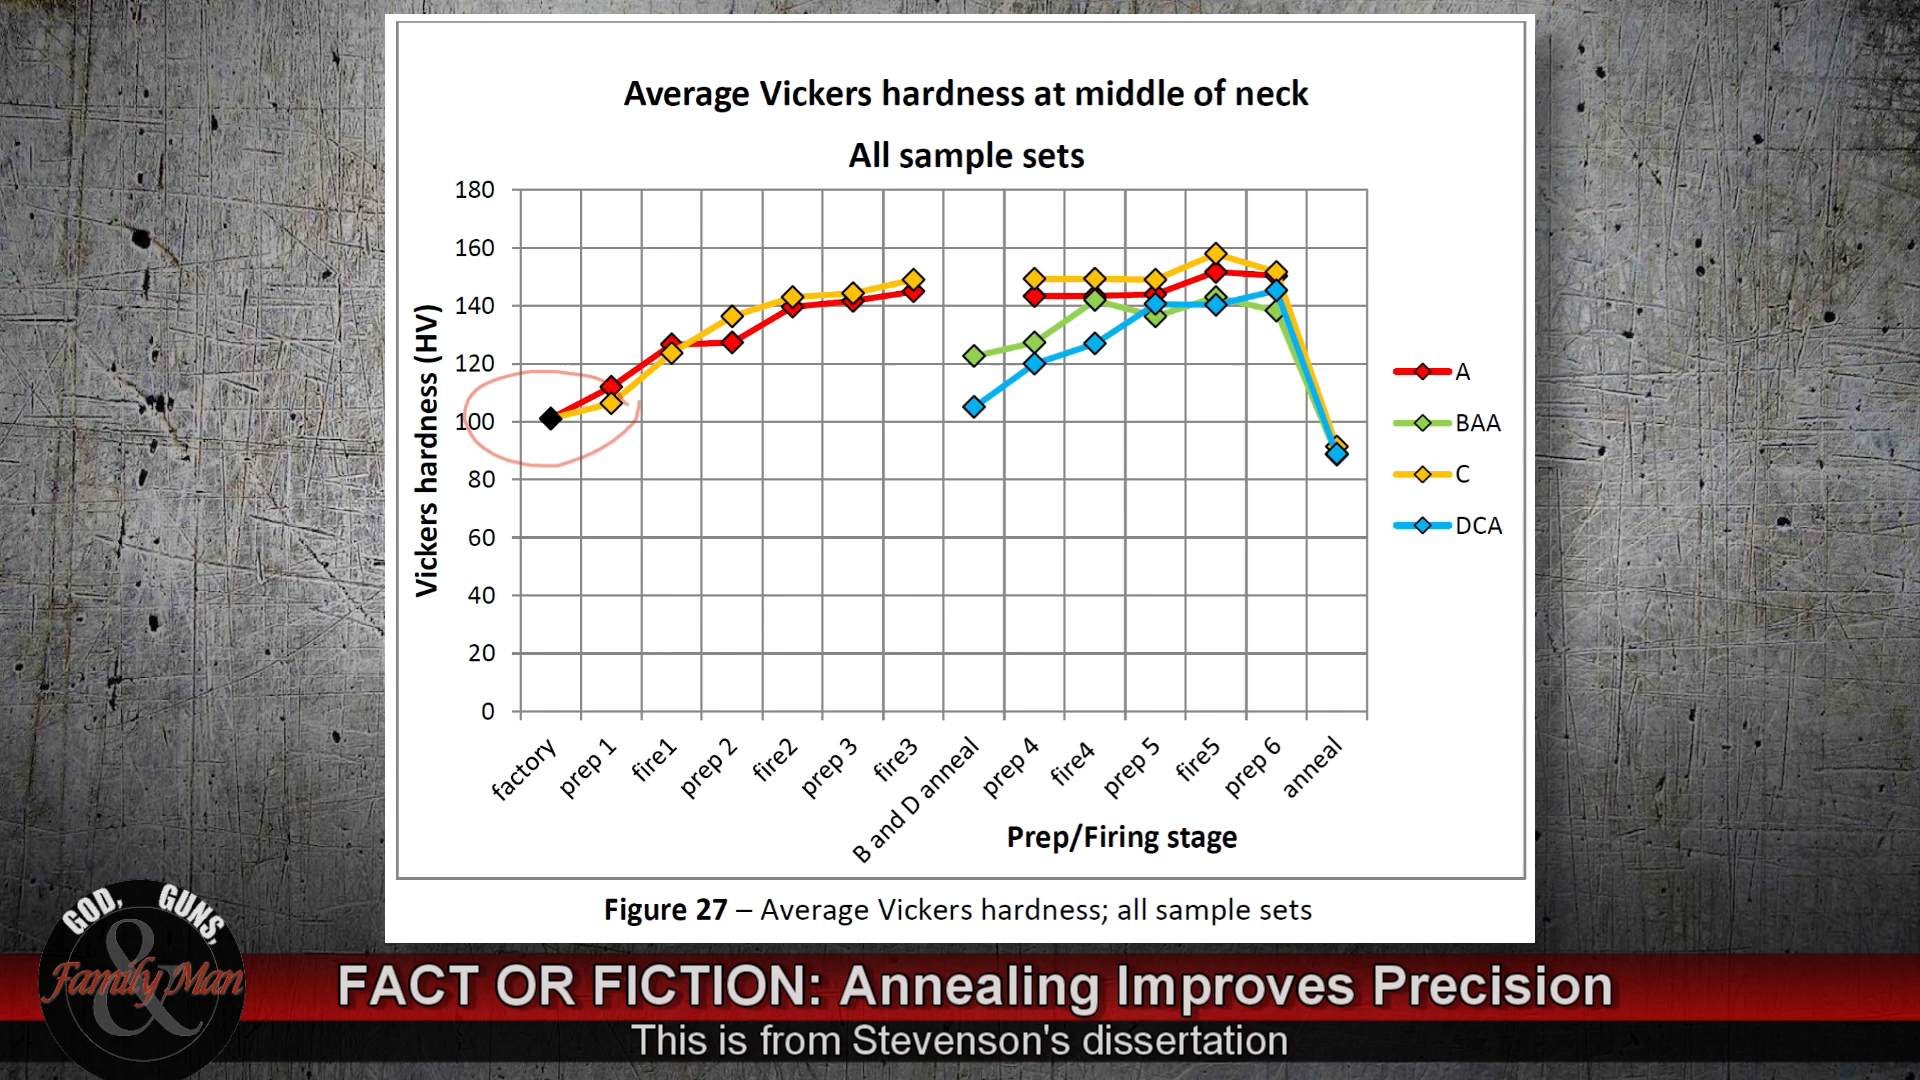 Average Vickers hardness at middle of neck
All sample sets
Vickers hardness (HV)
180
160
140
120
100
80
60
40
20
0
factory
prep 1
fire1
prep 2
fire2
prep 3
fire3
B and D anneal
prep 4
fire4
prep 5
fire5
prep 6
anneal
Prep/Firing stage
A
BAA
C
DCA
Figure 27 – Average Vickers hardness; all sample sets
GOD, GUNS,
&
Family Man
FACT OR FICTION: Annealing Improves Precision
This is from Stevenson's dissertation